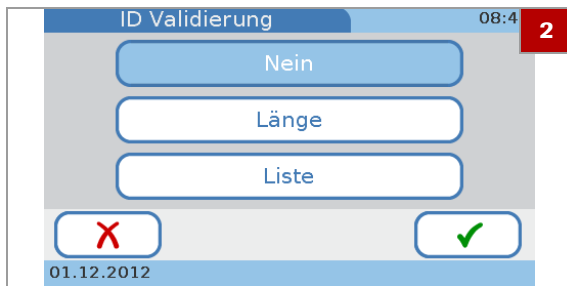 ID Validierung 08:4
2
Nein
Länge
Liste
01.12.2012